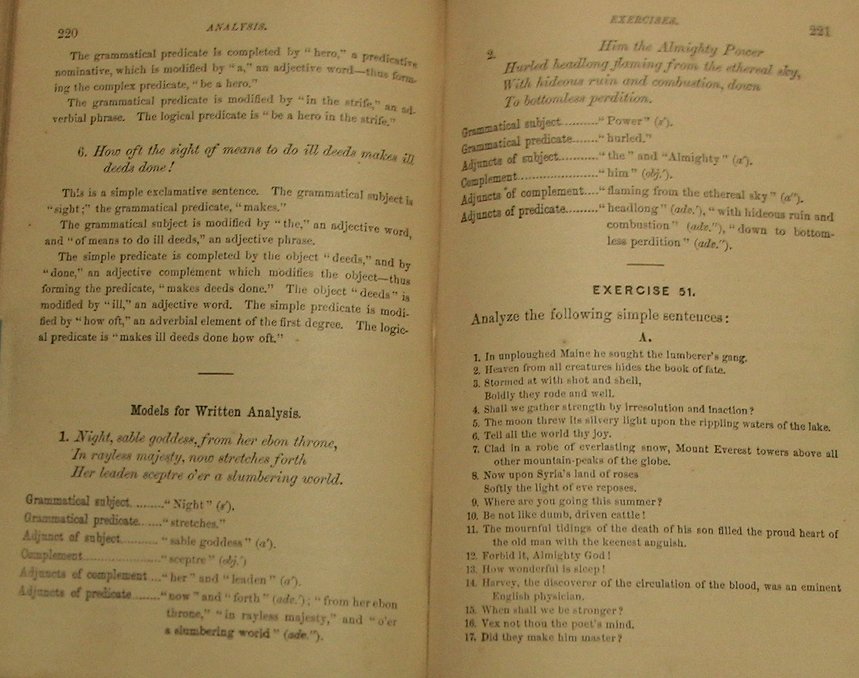 220
ANALYSIS.
The grammatical predicate is completed by "hero," a predicative
nominative, which is modified by "a," an adjective word—thus form-
ing the complex predicate, "be a hero."
The grammatical predicate is modified by "in the strife," an ad-
verbial phrase. The logical predicate is "be a hero in the strife."
6. How oft the sight of means to do ill deeds makes ill
deeds done!
This is a simple exclamative sentence. The grammatical subject is
"sight;" the grammatical predicate, "makes."
The grammatical subject is modified by "the," an adjective word,
and "of means to do ill deeds," an adjective phrase.
The simple predicate is completed by the object "deeds," and by
"done," an adjective complement which modifies the object—thus
forming the predicate, "makes deeds done." The object "deeds" is
modified by "ill," an adjective word. The simple predicate is modi-
fied by "how oft," an adverbial element of the first degree. The logic-
al predicate is "makes ill deeds done how oft."
Models for Written Analysis.
1. Night, sable goddess, from her ebon throne,
In rayless majesty, now stretches forth
Her leaden sceptre o'er a slumbering world.
Grammatical subject........"Night" (s').
Grammatical predicate......"stretches."
Adjunct of subject..........."sable goddess" (a').
Complement....................."sceptre" (obj.')
Adjuncts of complement..."her" and "leaden" (a').
Adjuncts of predicate........"now" and "forth" (ade.'); "from her ebon
throne," "in rayless majesty," and "o'er
a slumbering world" (ade.").
EXERCISES.
221
2. Him the Almighty Power
Hurled headlong flaming from the ethereal sky,
With hideous ruin and combustion, down
To bottomless perdition.
Grammatical subject.........."Power" (s').
Grammatical predicate........."hurled."
Adjuncts of subject.........."the" and "Almighty" (a').
Complement...................."him" (obj.').
Adjuncts of complement...."flaming from the ethereal sky" (a").
Adjuncts of predicate........."headlong" (ade.'), "with hideous ruin and
combustion" (ade."), "down to bottom-
less perdition" (ade.").
EXERCISE 51.
Analyze the following simple sentences:
A.
1. In unploughed Maine he sought the lumberer's gang.
2. Heaven from all creatures hides the book of fate.
3. Stormed at with shot and shell,
Boldly they rode and well.
4. Shall we gather strength by irresolution and inaction?
5. The moon threw its silvery light upon the rippling waters of the lake.
6. Tell all the world thy joy.
7. Clad in a robe of everlasting snow, Mount Everest towers above all
other mountain-peaks of the globe.
8. Now upon Syria's land of roses
Softly the light of eve reposes.
9. Where are you going this summer?
10. Be not like dumb, driven cattle!
11. The mournful tidings of the death of his son filled the proud heart of
the old man with the keenest anguish.
12. Forbid it, Almighty God!
13. How wonderful is sleep!
14. Harvey, the discoverer of the circulation of the blood, was an eminent
English physician.
15. When shall we be stronger?
16. Vex not thou the poet's mind.
17. Did they make him master?